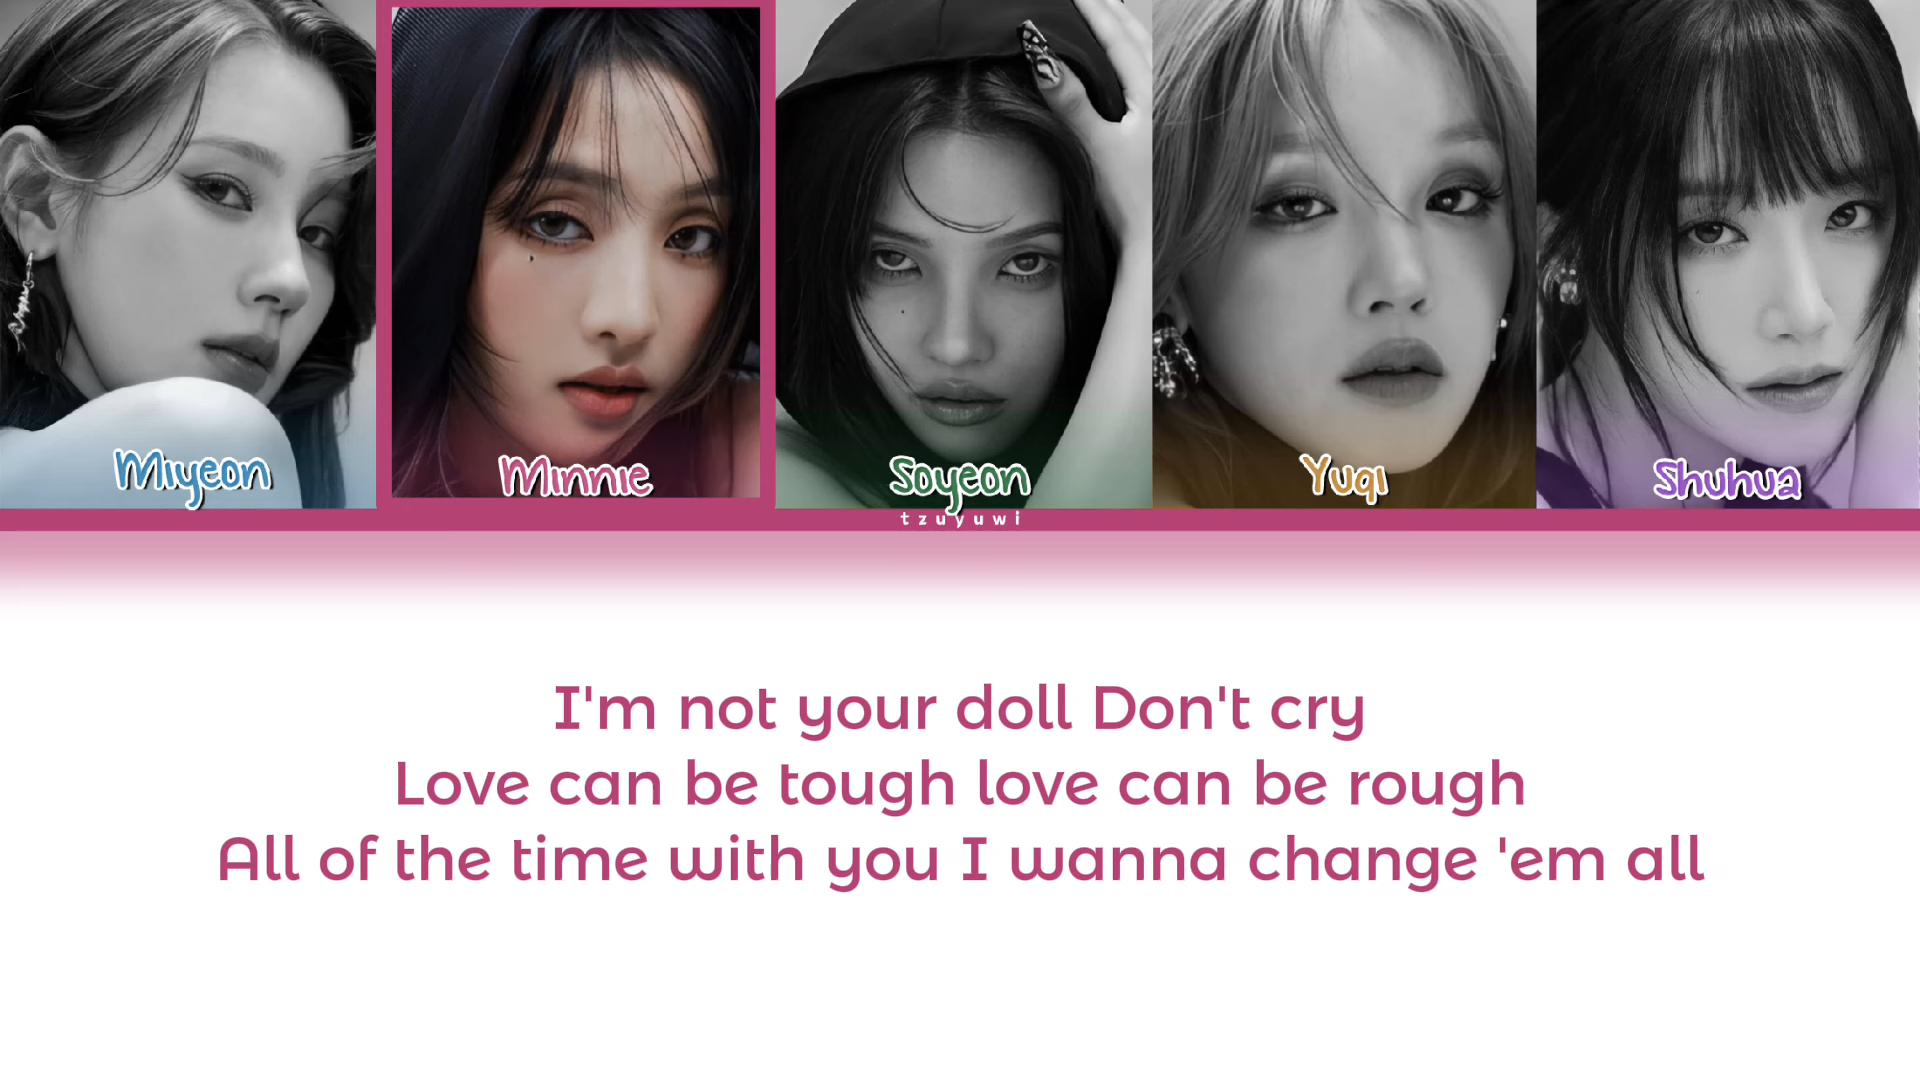 Miyeon
Minnie
Soyeon
Yuqi
Shuhua
tzuyuwi
I'm not your doll Don't cry
Love can be tough love can be rough
All of the time with you I wanna change 'em all